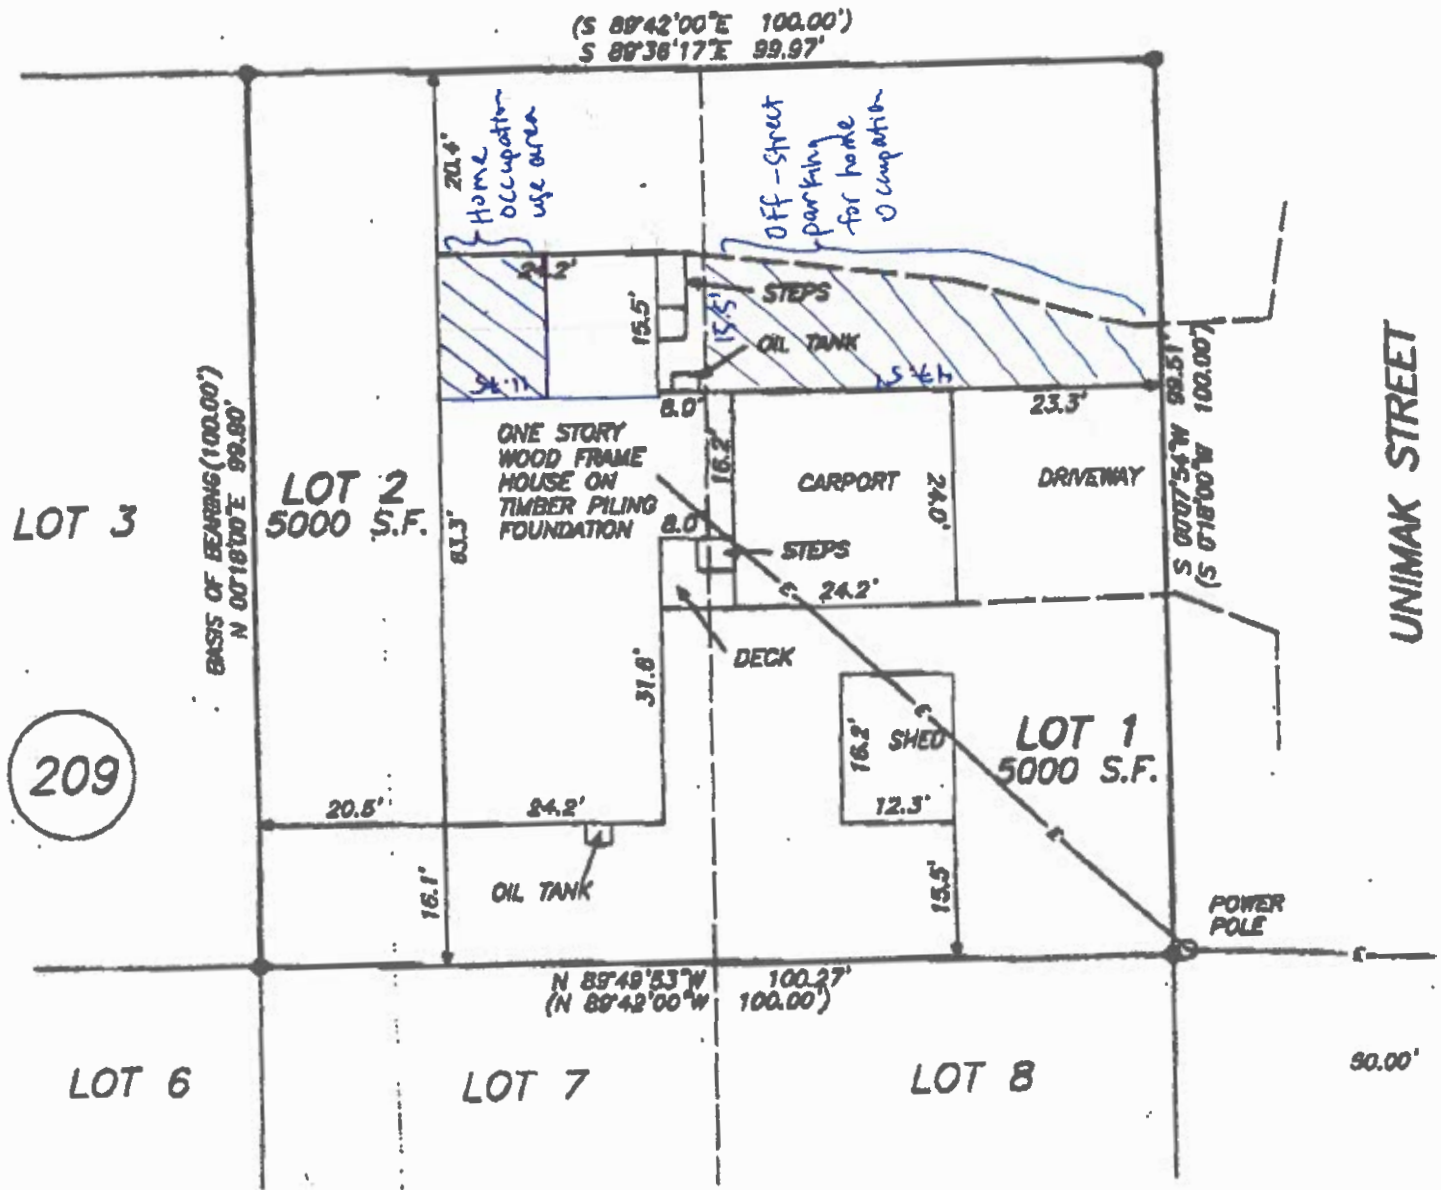 (S 89°42'00"E 100.00')
S 89°36'17"E 99.97'
20.4'
Home
occupation
use area
Off-street
parking
for home
occupation
24.2'
STEPS
15.5'
15.5'
OIL TANK
11.75
47.5'
8.0'
23.3'
ONE STORY
WOOD FRAME
HOUSE ON
TIMBER PILING
FOUNDATION
16.2'
CARPORT
24.0'
DRIVEWAY
S 00°07'54"W 99.51'
(S 0°18'00"W 100.00')
UNIMAK STREET
BASIS OF BEARING (100.00')
N 00°18'00"E 99.80'
LOT 3
LOT 2
5000 S.F.
83.3'
8.0'
STEPS
24.2'
DECK
31.8'
16.2'
SHED
12.3'
LOT 1
5000 S.F.
209
20.5'
24.2'
OIL TANK
16.1'
15.5'
E
E
E
E
POWER
POLE
N 89°49'53"W 100.27'
(N 89°42'00"W 100.00')
LOT 6
LOT 7
LOT 8